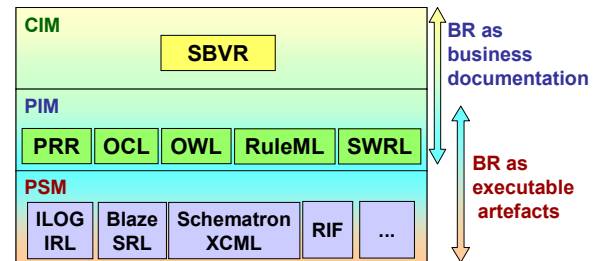 CIM
SBVR
BR as
business
documentation
PIM
PRR OCL OWL RuleML SWRL
PSM
ILOG
IRL
Blaze
SRL
Schematron
XCML
RIF
...
BR as
executable
artefacts